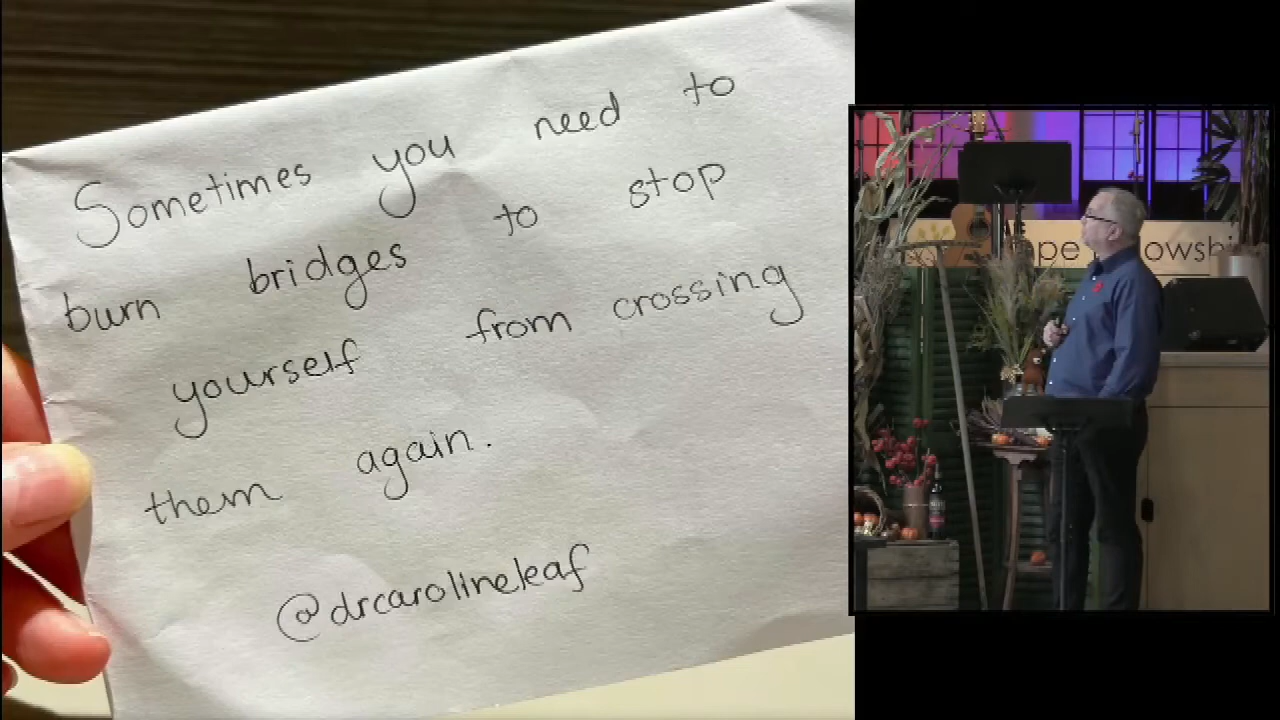 Sometimes you need to
burn bridges to stop
yourself from crossing
them again.
@drcarolineleaf